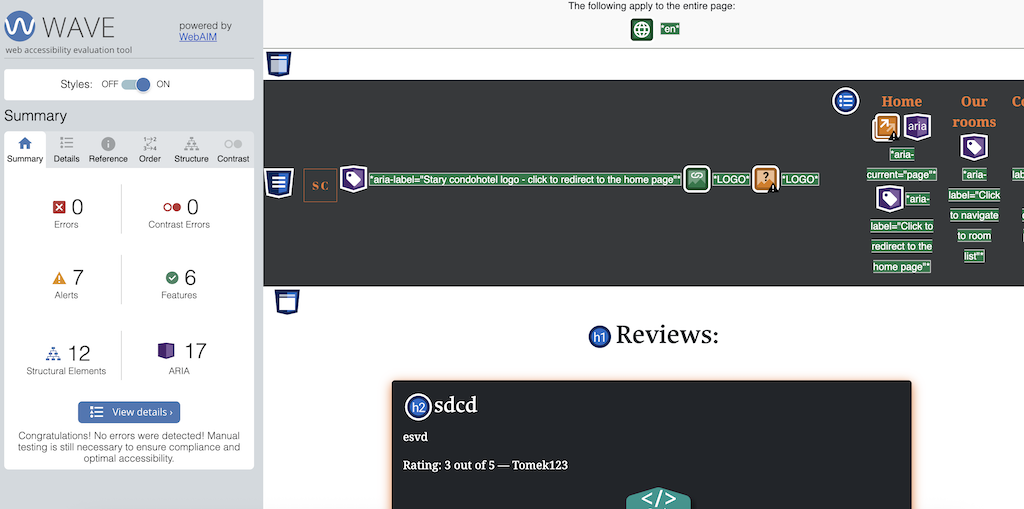 WAVE
web accessibility evaluation tool
powered by
WebAIM
Styles: OFF ON
Summary
Summary Details Reference Order Structure Contrast
0
Errors
0
Contrast Errors
7
Alerts
6
Features
12
Structural Elements
17
ARIA
View details ›
Congratulations! No errors were detected! Manual
testing is still necessary to ensure compliance and
optimal accessibility.
The following apply to the entire page:
*en*
S C
*aria-label="Stary condohotel logo - click to redirect to the home page"* *LOGO* ? *LOGO*
Home
aria
*aria-
current="page"*
*aria-
label="Click to
redirect to the
home page"*
Our
rooms
*aria-
label="Click
to navigate
to room
list"*
h1 Reviews:
h2 sdcd
esvd
Rating: 3 out of 5 — Tomek123
</>